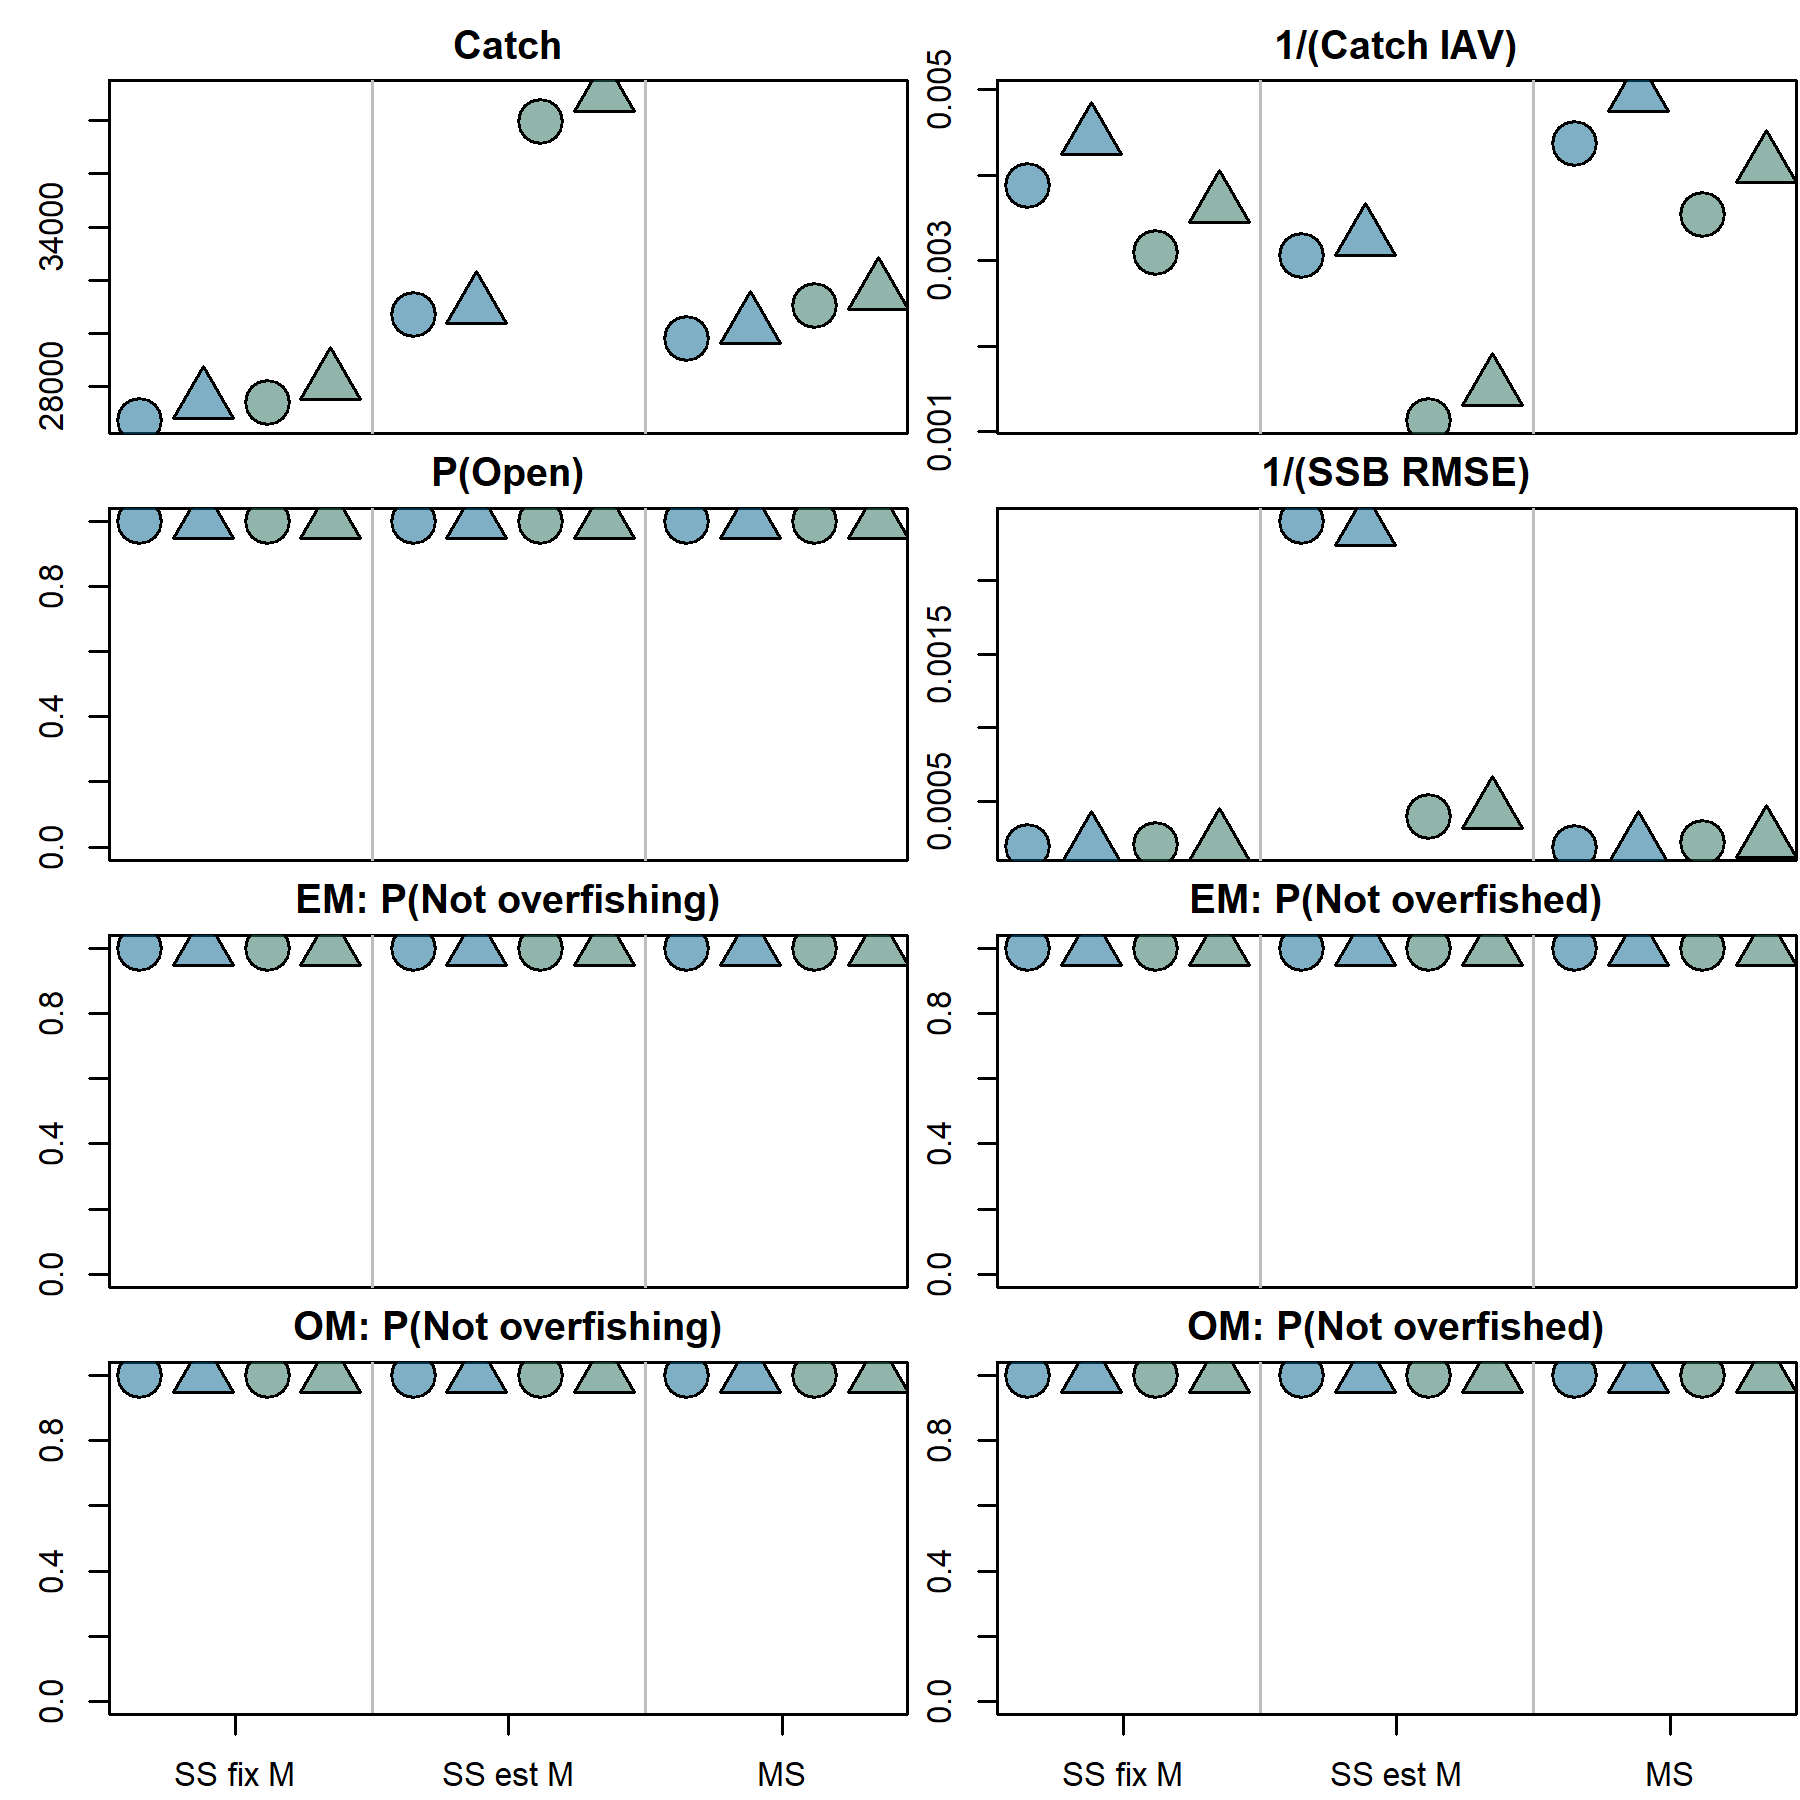 Catch
34000
28000
1/(Catch IAV)
0.005
0.003
0.001
P(Open)
0.8
0.4
0.0
1/(SSB RMSE)
0.0015
0.0005
EM: P(Not overfishing)
0.8
0.4
0.0
EM: P(Not overfished)
0.8
0.4
0.0
OM: P(Not overfishing)
0.8
0.4
0.0
SS fix M
SS est M
MS
OM: P(Not overfished)
0.8
0.4
0.0
SS fix M
SS est M
MS